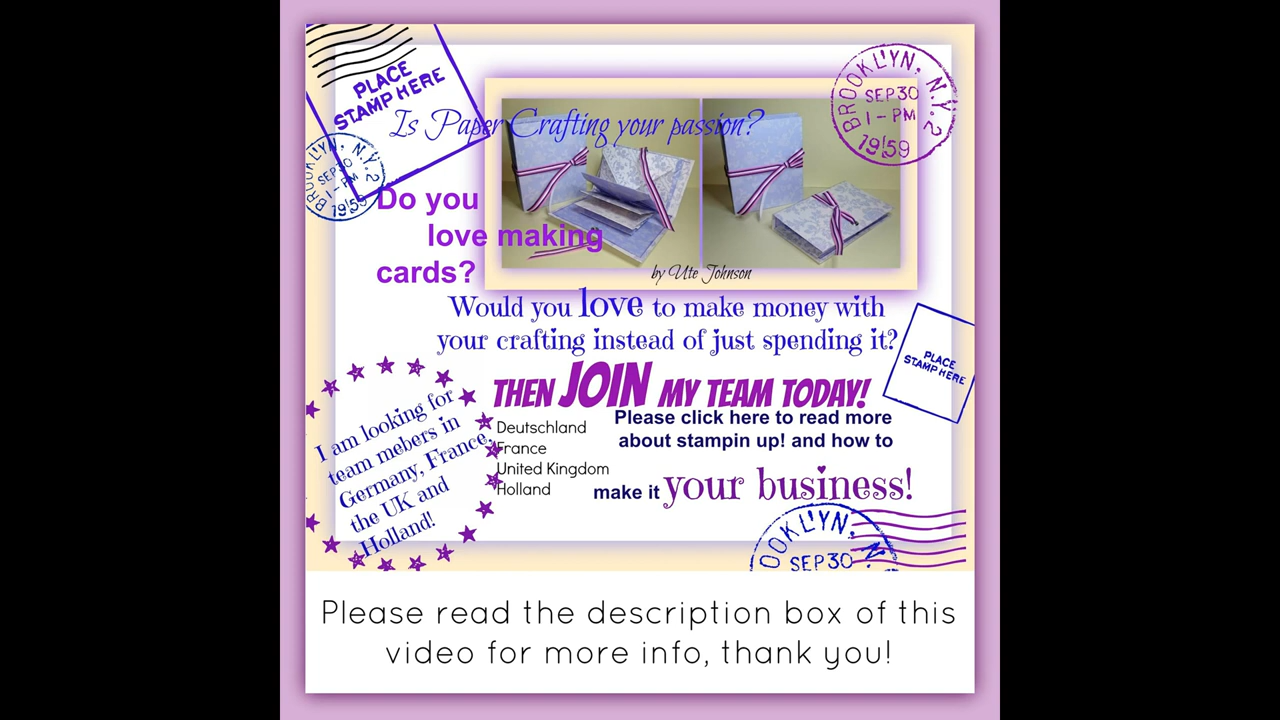 PLACE
STAMP HERE
BROOKLYN, N.Y. 2
SEP 30
1 - PM
1959
BROOKLYN, N.Y. 2
SEP 30
1 - PM
1959
Is Paper Crafting your passion?
Do you
love making
cards?
by Ute Johnson
Would you love to make money with
your crafting instead of just spending it?
THEN JOIN MY TEAM TODAY!
PLACE
STAMP HERE
I am looking for
team mebers in
Germany, France,
the UK and
Holland!
Deutschland
France
United Kingdom
Holland
Please click here to read more
about stampin up! and how to
make it your business!
OOKLYN, N
SEP 30
Please read the description box of this
video for more info, thank you!